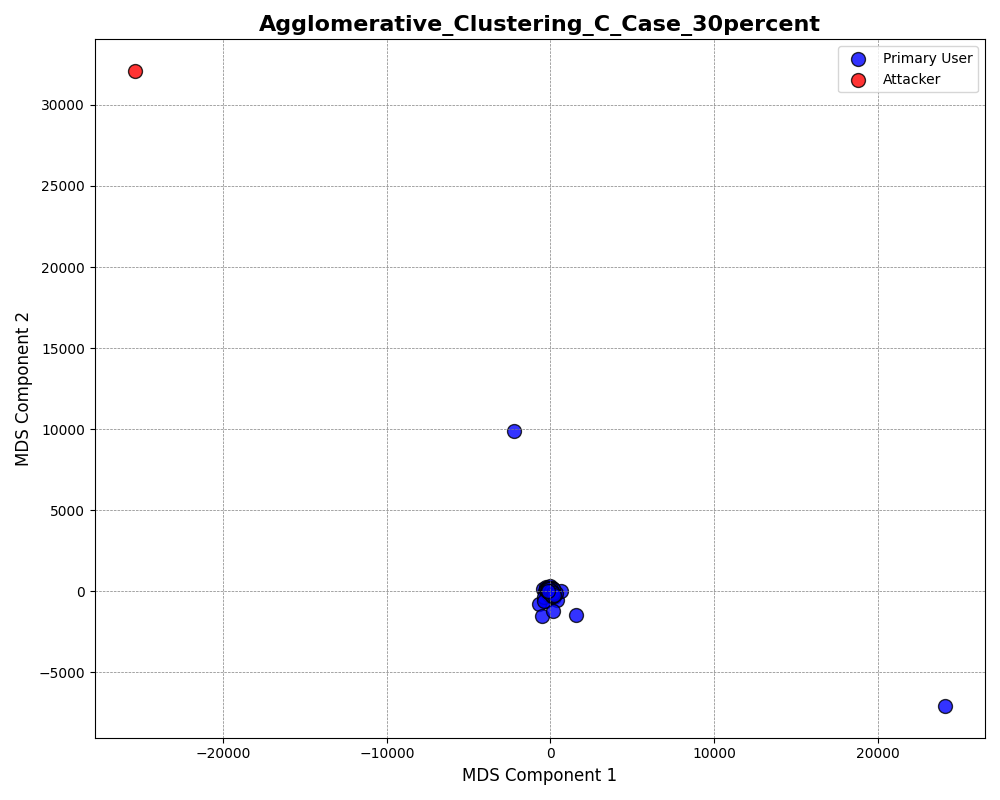 Agglomerative_Clustering_C_Case_30percent
Primary User
Attacker
30000
25000
20000
15000
10000
5000
0
−5000
MDS Component 2
−20000
−10000
0
10000
20000
MDS Component 1